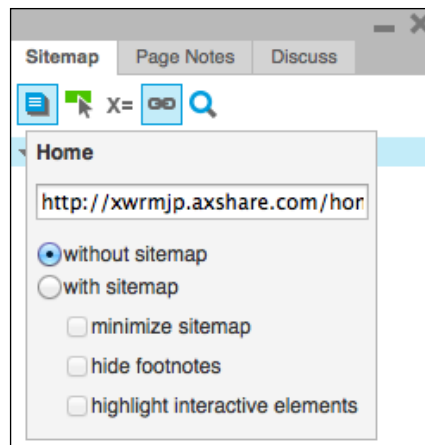 Sitemap Page Notes Discuss
X=
Home
http://xwrmjp.axshare.com/hor
without sitemap
with sitemap
minimize sitemap
hide footnotes
highlight interactive elements